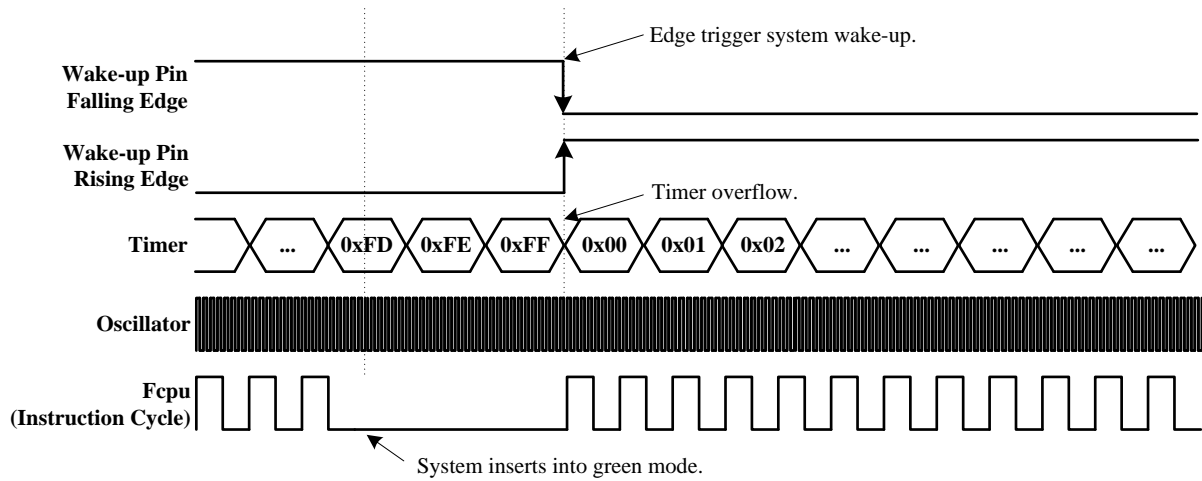 Edge trigger system wake-up.
Wake-up Pin
Falling Edge
Wake-up Pin
Rising Edge
Timer overflow.
Timer
... 0xFD 0xFE 0xFF 0x00 0x01 0x02 ... ... ... ... ...
Oscillator
Fcpu
(Instruction Cycle)
System inserts into green mode.